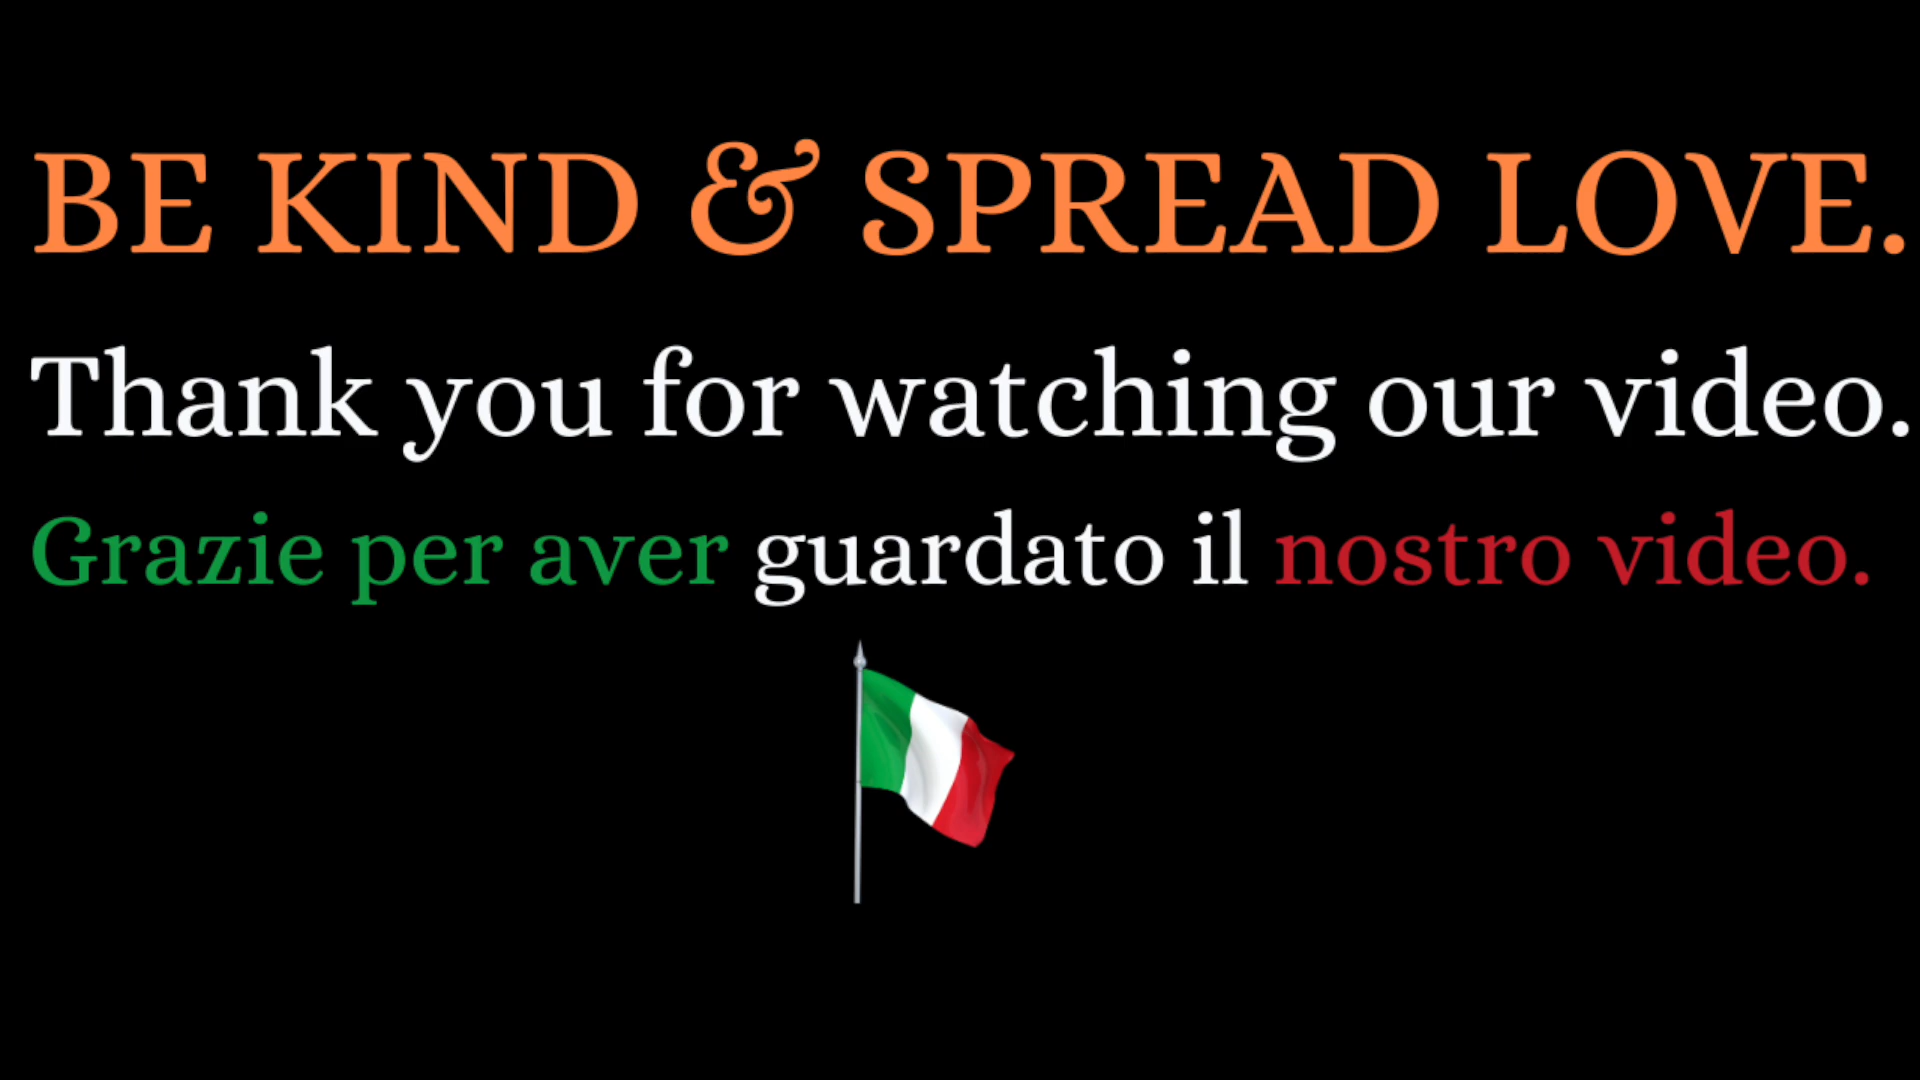 BE KIND & SPREAD LOVE.
Thank you for watching our video.
Grazie per aver guardato il nostro video.